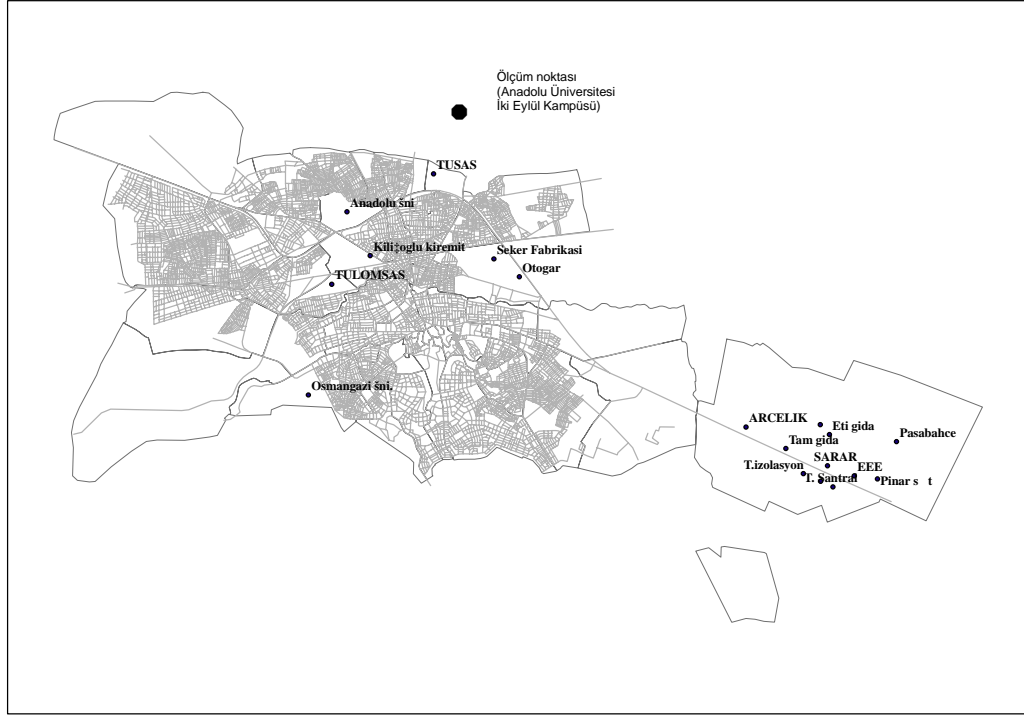 Ölçüm noktası
(Anadolu Üniversitesi
İki Eylül Kampüsü)
TUSAS
Anadolu šni
Kili‡oglu kiremit
Seker Fabrikasi
Otogar
TULOMSAS
Osmangazi šni.
ARCELIK
Eti gida
Pasabahce
Tam gida
SARAR
T.izolasyon
EEE
T. Santral
Pinar s t